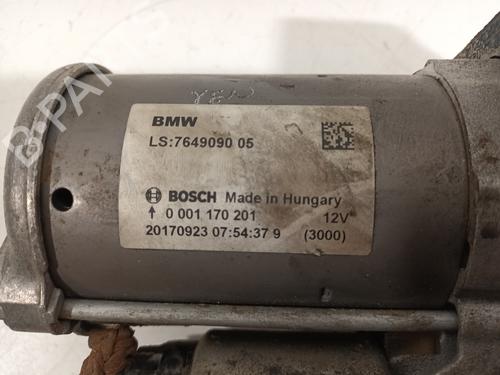 BMW
LS:7649090 05
BOSCH Made in Hungary
0 001 170 201 12V
20170923 07:54:37 9 (3000)
B-PARTS